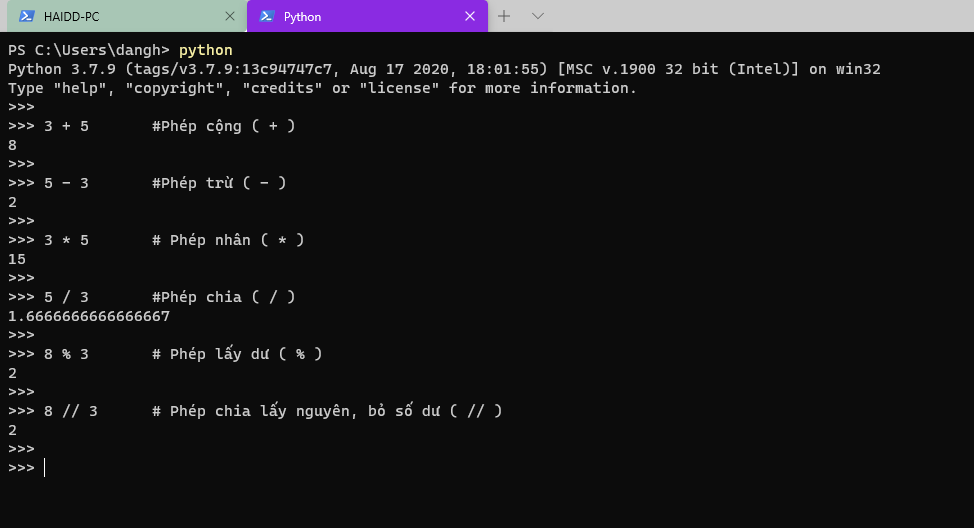 HAIDD-PC
Python
PS C:\Users\dangh> python
Python 3.7.9 (tags/v3.7.9:13c94747c7, Aug 17 2020, 18:01:55) [MSC v.1900 32 bit (Intel)] on win32
Type "help", "copyright", "credits" or "license" for more information.
>>>
>>> 3 + 5       #Phép cộng ( + )
8
>>>
>>> 5 - 3       #Phép trừ ( - )
2
>>>
>>> 3 * 5       # Phép nhân ( * )
15
>>>
>>> 5 / 3       #Phép chia ( / )
1.6666666666666667
>>>
>>> 8 % 3       # Phép lấy dư ( % )
2
>>>
>>> 8 // 3      # Phép chia lấy nguyên, bỏ số dư ( // )
2
>>>
>>>